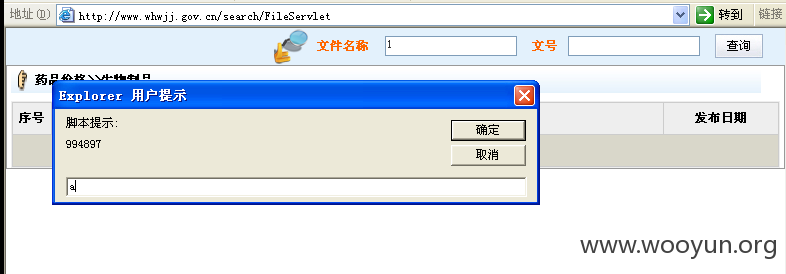 地址(D) http://www.whwjj.gov.cn/search/FileServlet 转到 链接
文件名称 1 文号 查询
药品价格>>生物制品
Explorer 用户提示
序号 发布日期
脚本提示:
994897
确定
取消
a
www.wooyun.org